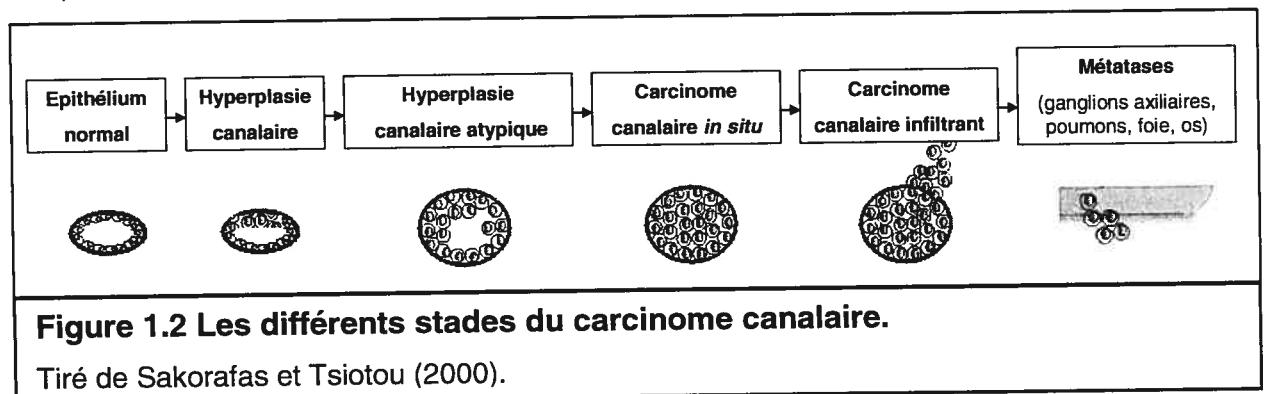 Epithélium
normal
Hyperplasie
canalaire
Hyperplasie
canalaire atypique
Carcinome
canalaire in situ
Carcinome
canalaire infiltrant
Métatases
(ganglions axiliaires,
poumons, foie, os)
Figure 1.2 Les différents stades du carcinome canalaire.
Tiré de Sakorafas et Tsiotou (2000).